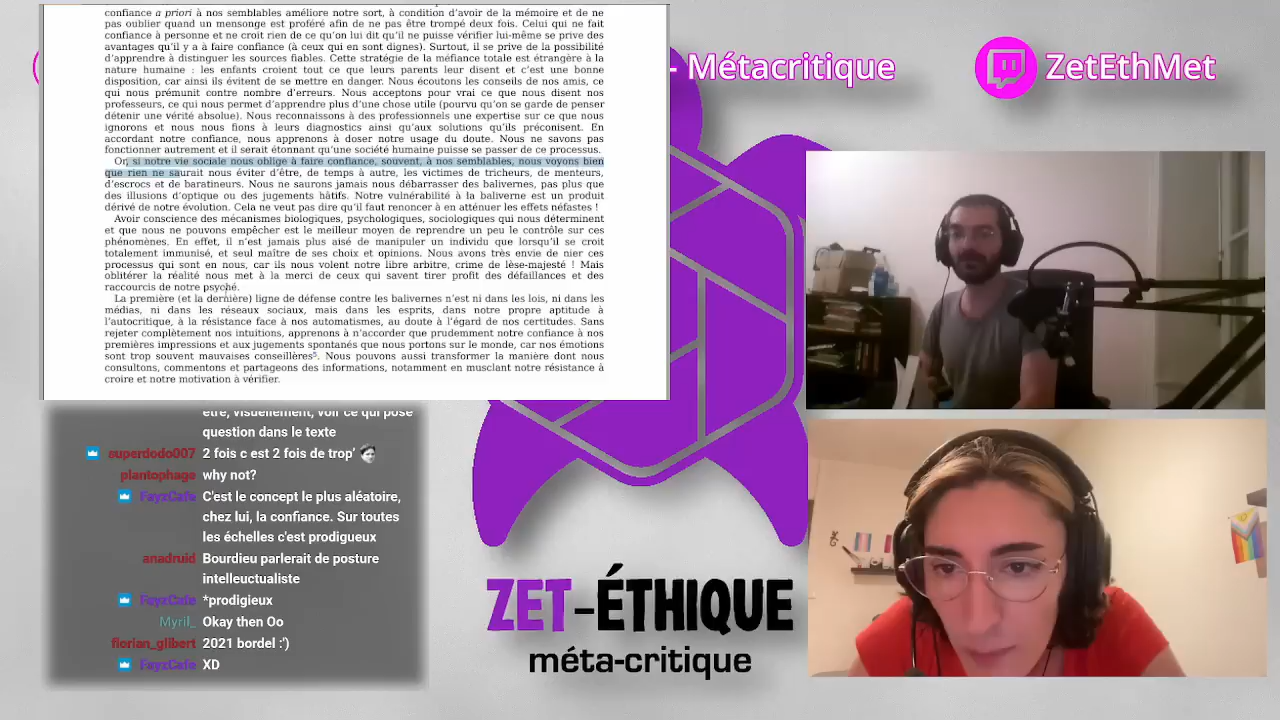 confiance a priori à nos semblables améliore notre sort, à condition d'avoir de la mémoire et de ne
pas oublier quand un mensonge est proféré afin de ne pas être trompé deux fois. Celui qui ne fait
confiance à personne et ne croit rien de ce qu'on lui dit qu'il ne puisse vérifier lui-même se prive des
avantages qu'il y a à faire confiance (à ceux qui en sont dignes). Surtout, il se prive de la possibilité
d'apprendre à distinguer les sources fiables. Cette stratégie de la méfiance totale est étrangère à la
nature humaine : les enfants croient tout ce que leurs parents leur disent et c'est une bonne
disposition, car ainsi ils évitent de se mettre en danger. Nous écoutons les conseils de nos amis, ce
qui nous prémunit contre nombre d'erreurs. Nous acceptons pour vrai ce que nous disent nos
professeurs, ce qui nous permet d'apprendre plus d'une chose utile (pourvu qu'on se garde de penser
détenir une vérité absolue). Nous reconnaissons à des professionnels une expertise sur ce que nous
ignorons et nous nous fions à leurs diagnostics ainsi qu'aux solutions qu'ils préconisent. En
accordant notre confiance, nous apprenons à doser notre usage du doute. Nous ne savons pas
fonctionner autrement et il serait étonnant qu'une société humaine puisse se passer de ce processus.
Or, si notre vie sociale nous oblige à faire confiance, souvent, à nos semblables, nous voyons bien
que rien ne saurait nous éviter d'être, de temps à autre, les victimes de tricheurs, de menteurs,
d'escrocs et de baratineurs. Nous ne saurons jamais nous débarrasser des balivernes, pas plus que
des illusions d'optique ou des jugements hâtifs. Notre vulnérabilité à la baliverne est un produit
dérivé de notre évolution. Cela ne veut pas dire qu'il faut renoncer à en atténuer les effets néfastes !
Avoir conscience des mécanismes biologiques, psychologiques, sociologiques qui nous déterminent
et que nous ne pouvons empêcher est le meilleur moyen de reprendre un peu le contrôle sur ces
phénomènes. En effet, il n'est jamais plus aisé de manipuler un individu que lorsqu'il se croit
totalement immunisé, et seul maître de ses choix et opinions. Nous avons très envie de nier ces
processus qui sont en nous, car ils nous volent notre libre arbitre, crime de lèse-majesté ! Mais
oblitérer la réalité nous met à la merci de ceux qui savent tirer profit des défaillances et des
raccourcis de notre psyché.
La première (et la dernière) ligne de défense contre les balivernes n'est ni dans les lois, ni dans les
médias, ni dans les réseaux sociaux, mais dans les esprits, dans notre propre aptitude à
l'autocritique, à la résistance face à nos automatismes, au doute à l'égard de nos certitudes. Sans
rejeter complètement nos intuitions, apprenons à n'accorder que prudemment notre confiance à nos
premières impressions et aux jugements spontanés que nous portons sur le monde, car nos émotions
sont trop souvent mauvaises conseillères⁵. Nous pouvons aussi transformer la manière dont nous
consultons, commentons et partageons des informations, notamment en musclant notre résistance à
croire et notre motivation à vérifier.
- Métacritique
ZetEthMet
être, visuellement, voir ce qui pose
question dans le texte
superdodo007 2 fois c est 2 fois de trop'
plantophage why not?
FayzCafe C'est le concept le plus aléatoire,
chez lui, la confiance. Sur toutes
les échelles c'est prodigueux
anadruid Bourdieu parlerait de posture
intelleuctualiste
FayzCafe *prodigieux
Myril_ Okay then Oo
florian_glibert 2021 bordel :')
FayzCafe XD
ZET-ÉTHIQUE
méta-critique